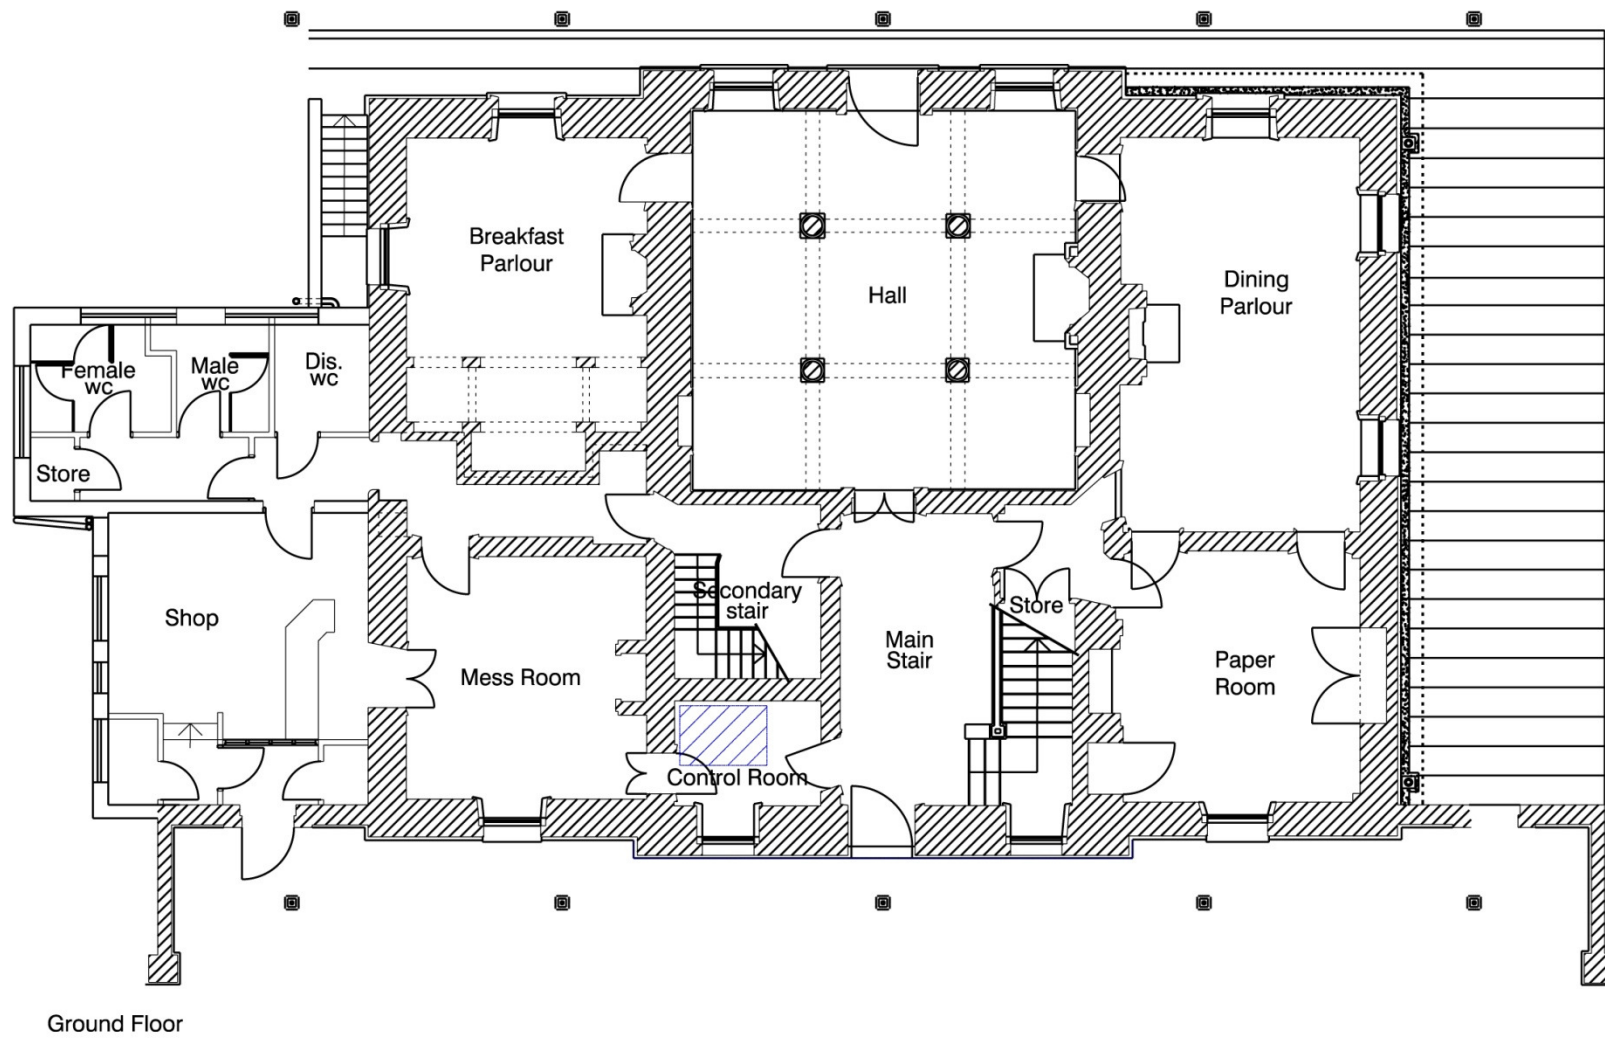 Breakfast
Parlour
Hall
Dining
Parlour
Female
wc
Male
wc
Dis.
wc
Store
Shop
Mess Room
Secondary
stair
Control Room
Main
Stair
Store
Paper
Room
Ground Floor